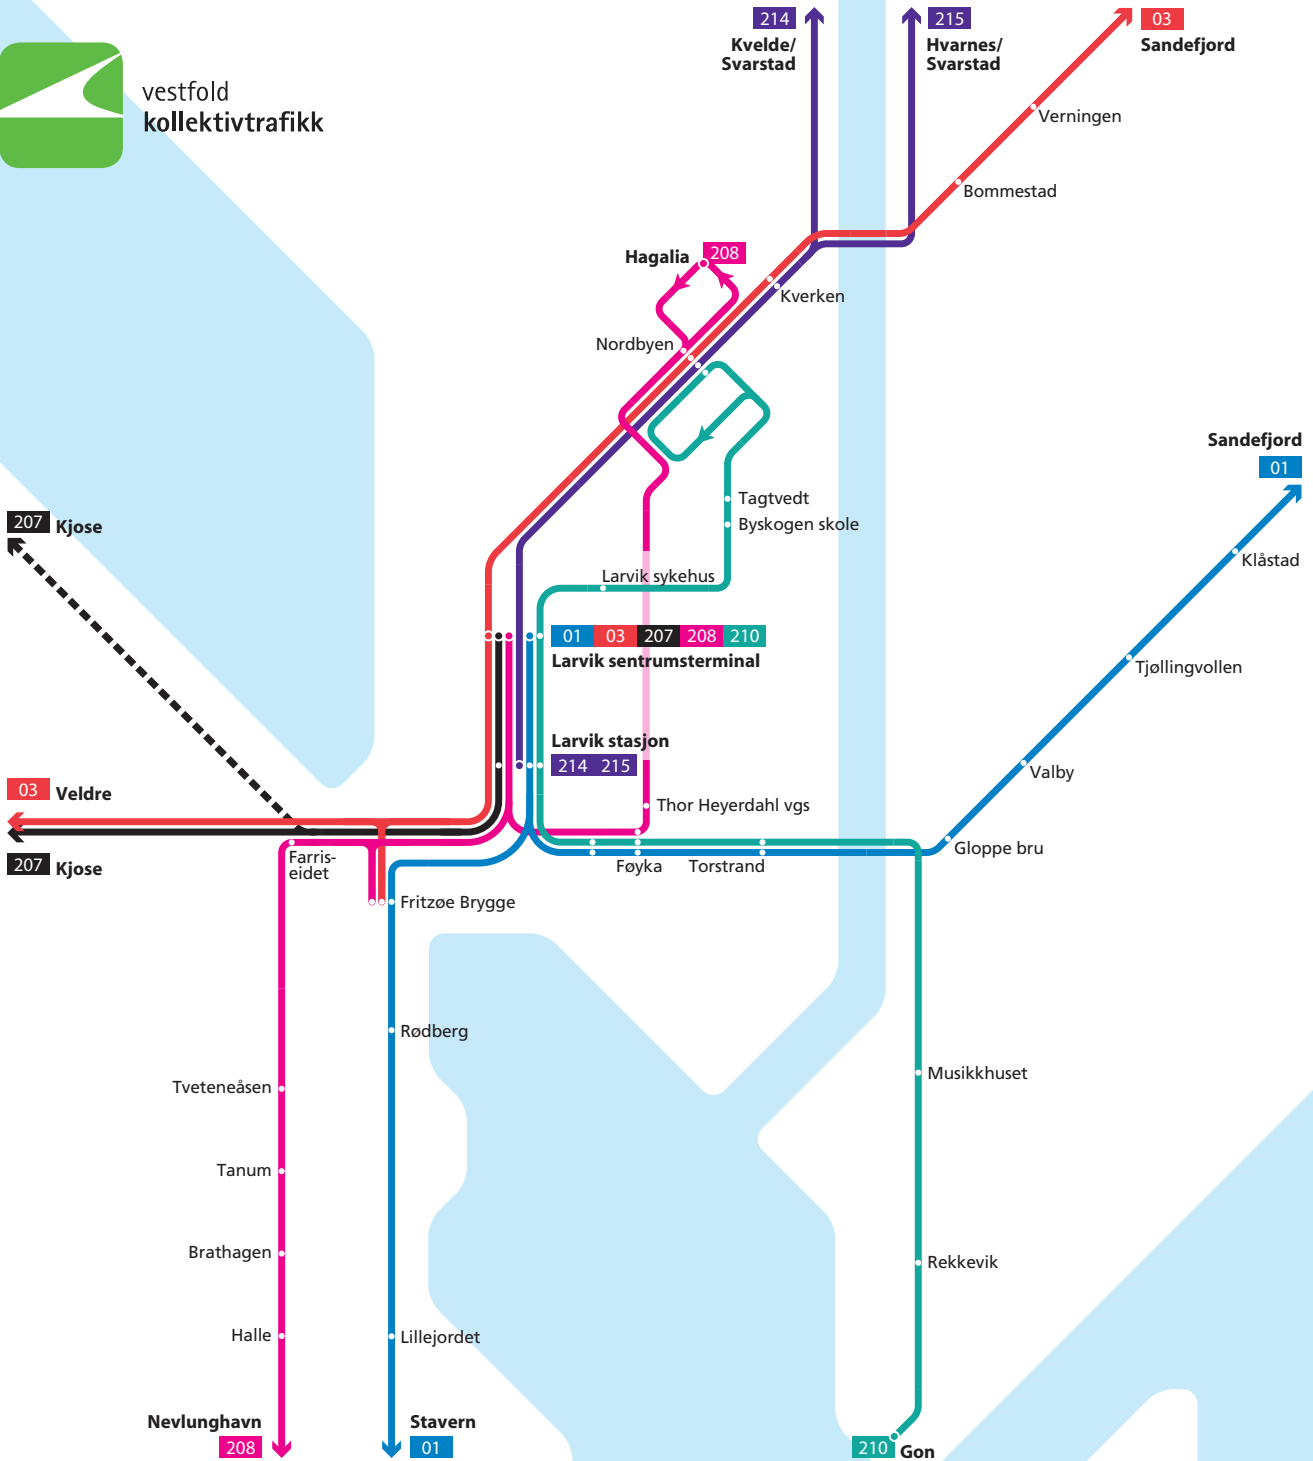 214
Kvelde/
Svarstad
215
Hvarnes/
Svarstad
03
Sandefjord
vestfold
kollektivtrafikk
Verningen
Bommestad
Hagalia
208
Kverken
Nordbyen
Sandefjord
01
Tagtvedt
Byskogen skole
207
Kjose
Klåstad
Larvik sykehus
01
03
207
208
210
Larvik sentrumsterminal
Tjøllingvollen
Larvik stasjon
214 215
Valby
03
Veldre
Thor Heyerdahl vgs
Gloppe bru
207
Kjose
Farris-
eidet
Føyka
Torstrand
Fritzøe Brygge
Rødberg
Musikkhuset
Tveteneåsen
Tanum
Brathagen
Rekkevik
Halle
Lillejordet
Nevlunghavn
208
Stavern
01
210
Gon